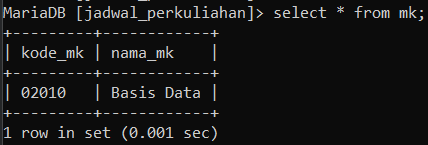 MariaDB [jadwal_perkuliahan]> select * from mk;
+---------+------------+
| kode_mk | nama_mk    |
+---------+------------+
| 02010   | Basis Data |
+---------+------------+
1 row in set (0.001 sec)